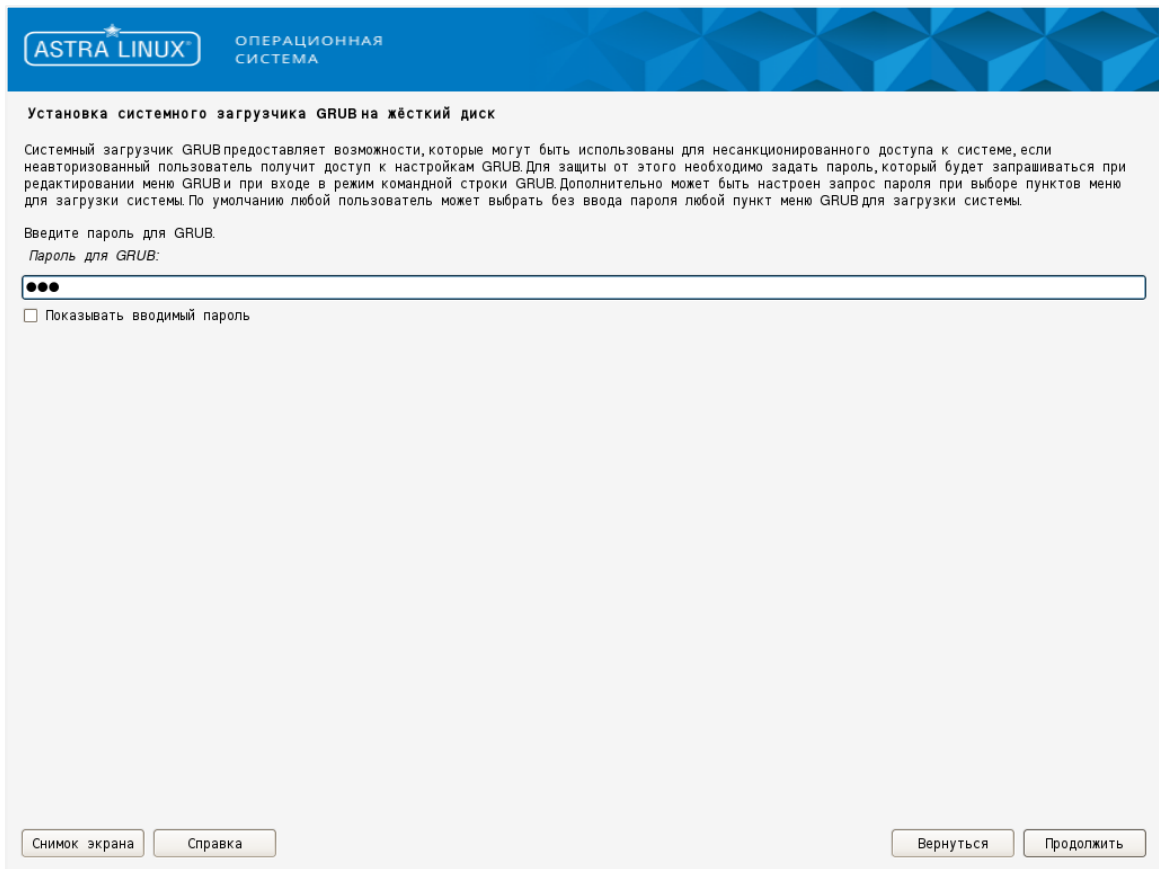 ASTRA LINUX®
ОПЕРАЦИОННАЯ
СИСТЕМА
Установка системного загрузчика GRUB на жёсткий диск
Системный загрузчик GRUB предоставляет возможности, которые могут быть использованы для несанкционированного доступа к системе, если
неавторизованный пользователь получит доступ к настройкам GRUB. Для защиты от этого необходимо задать пароль, который будет запрашиваться при
редактировании меню GRUB и при входе в режим командной строки GRUB. Дополнительно может быть настроен запрос пароля при выборе пунктов меню
для загрузки системы. По умолчанию любой пользователь может выбрать без ввода пароля любой пункт меню GRUB для загрузки системы.
Введите пароль для GRUB.
Пароль для GRUB:
●●●
Показывать вводимый пароль
Снимок экрана Справка Вернуться Продолжить